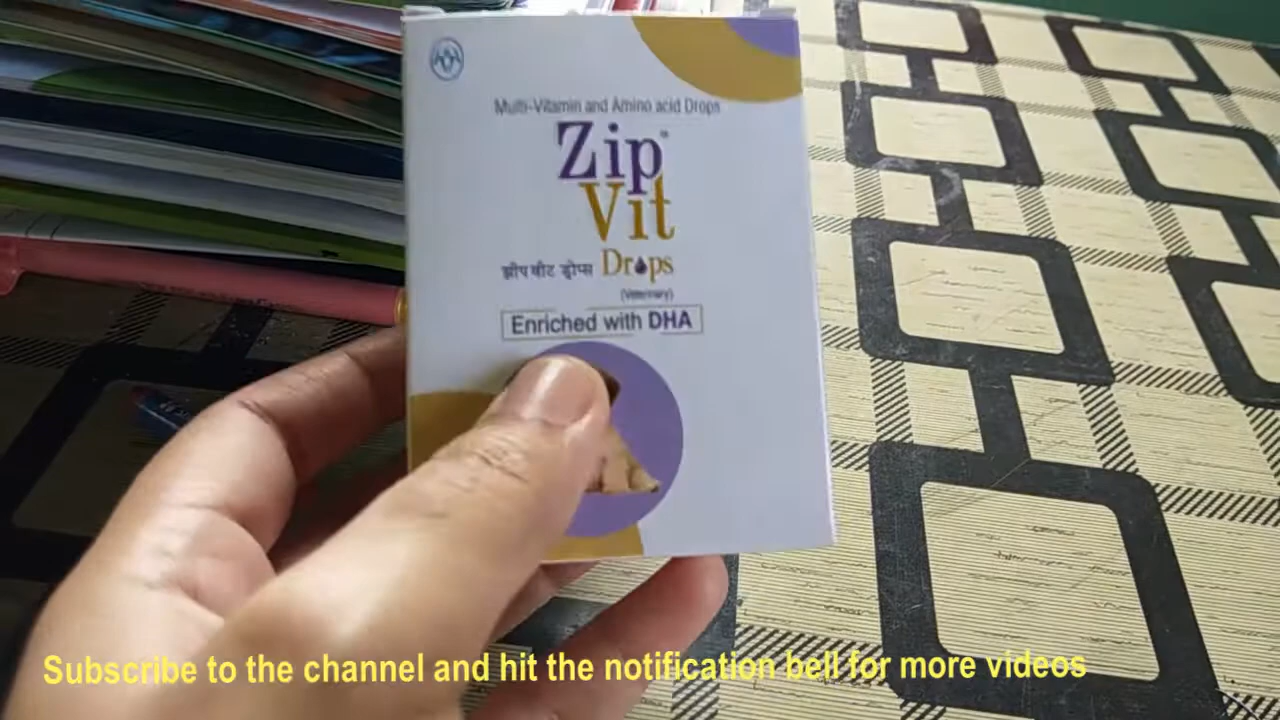 Multi-Vitamin and Amino acid Drops
Zip
Vit
झीप वीट ड्रोप्स Drops
(Veterinary)
Enriched with DHA
Subscribe to the channel and hit the notification bell for more videos